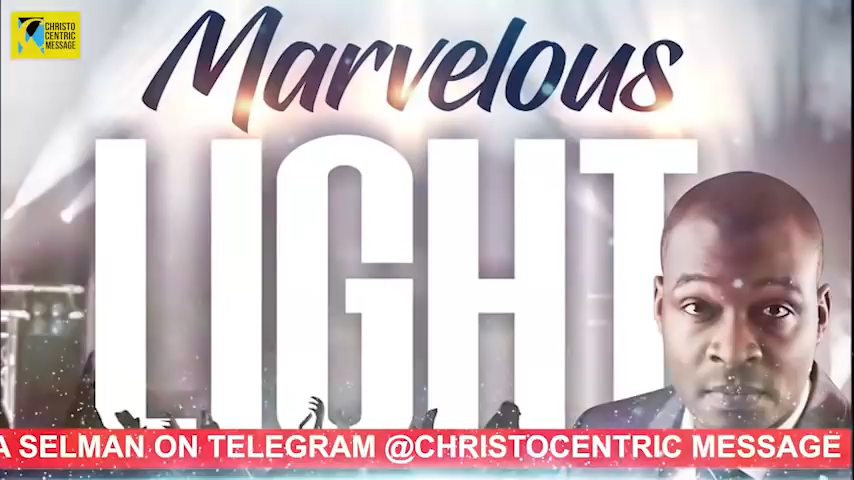 CHRISTO
CENTRIC
MESSAGE
Marvelous
LIGHT
A SELMAN ON TELEGRAM @CHRISTOCENTRIC MESSAGE